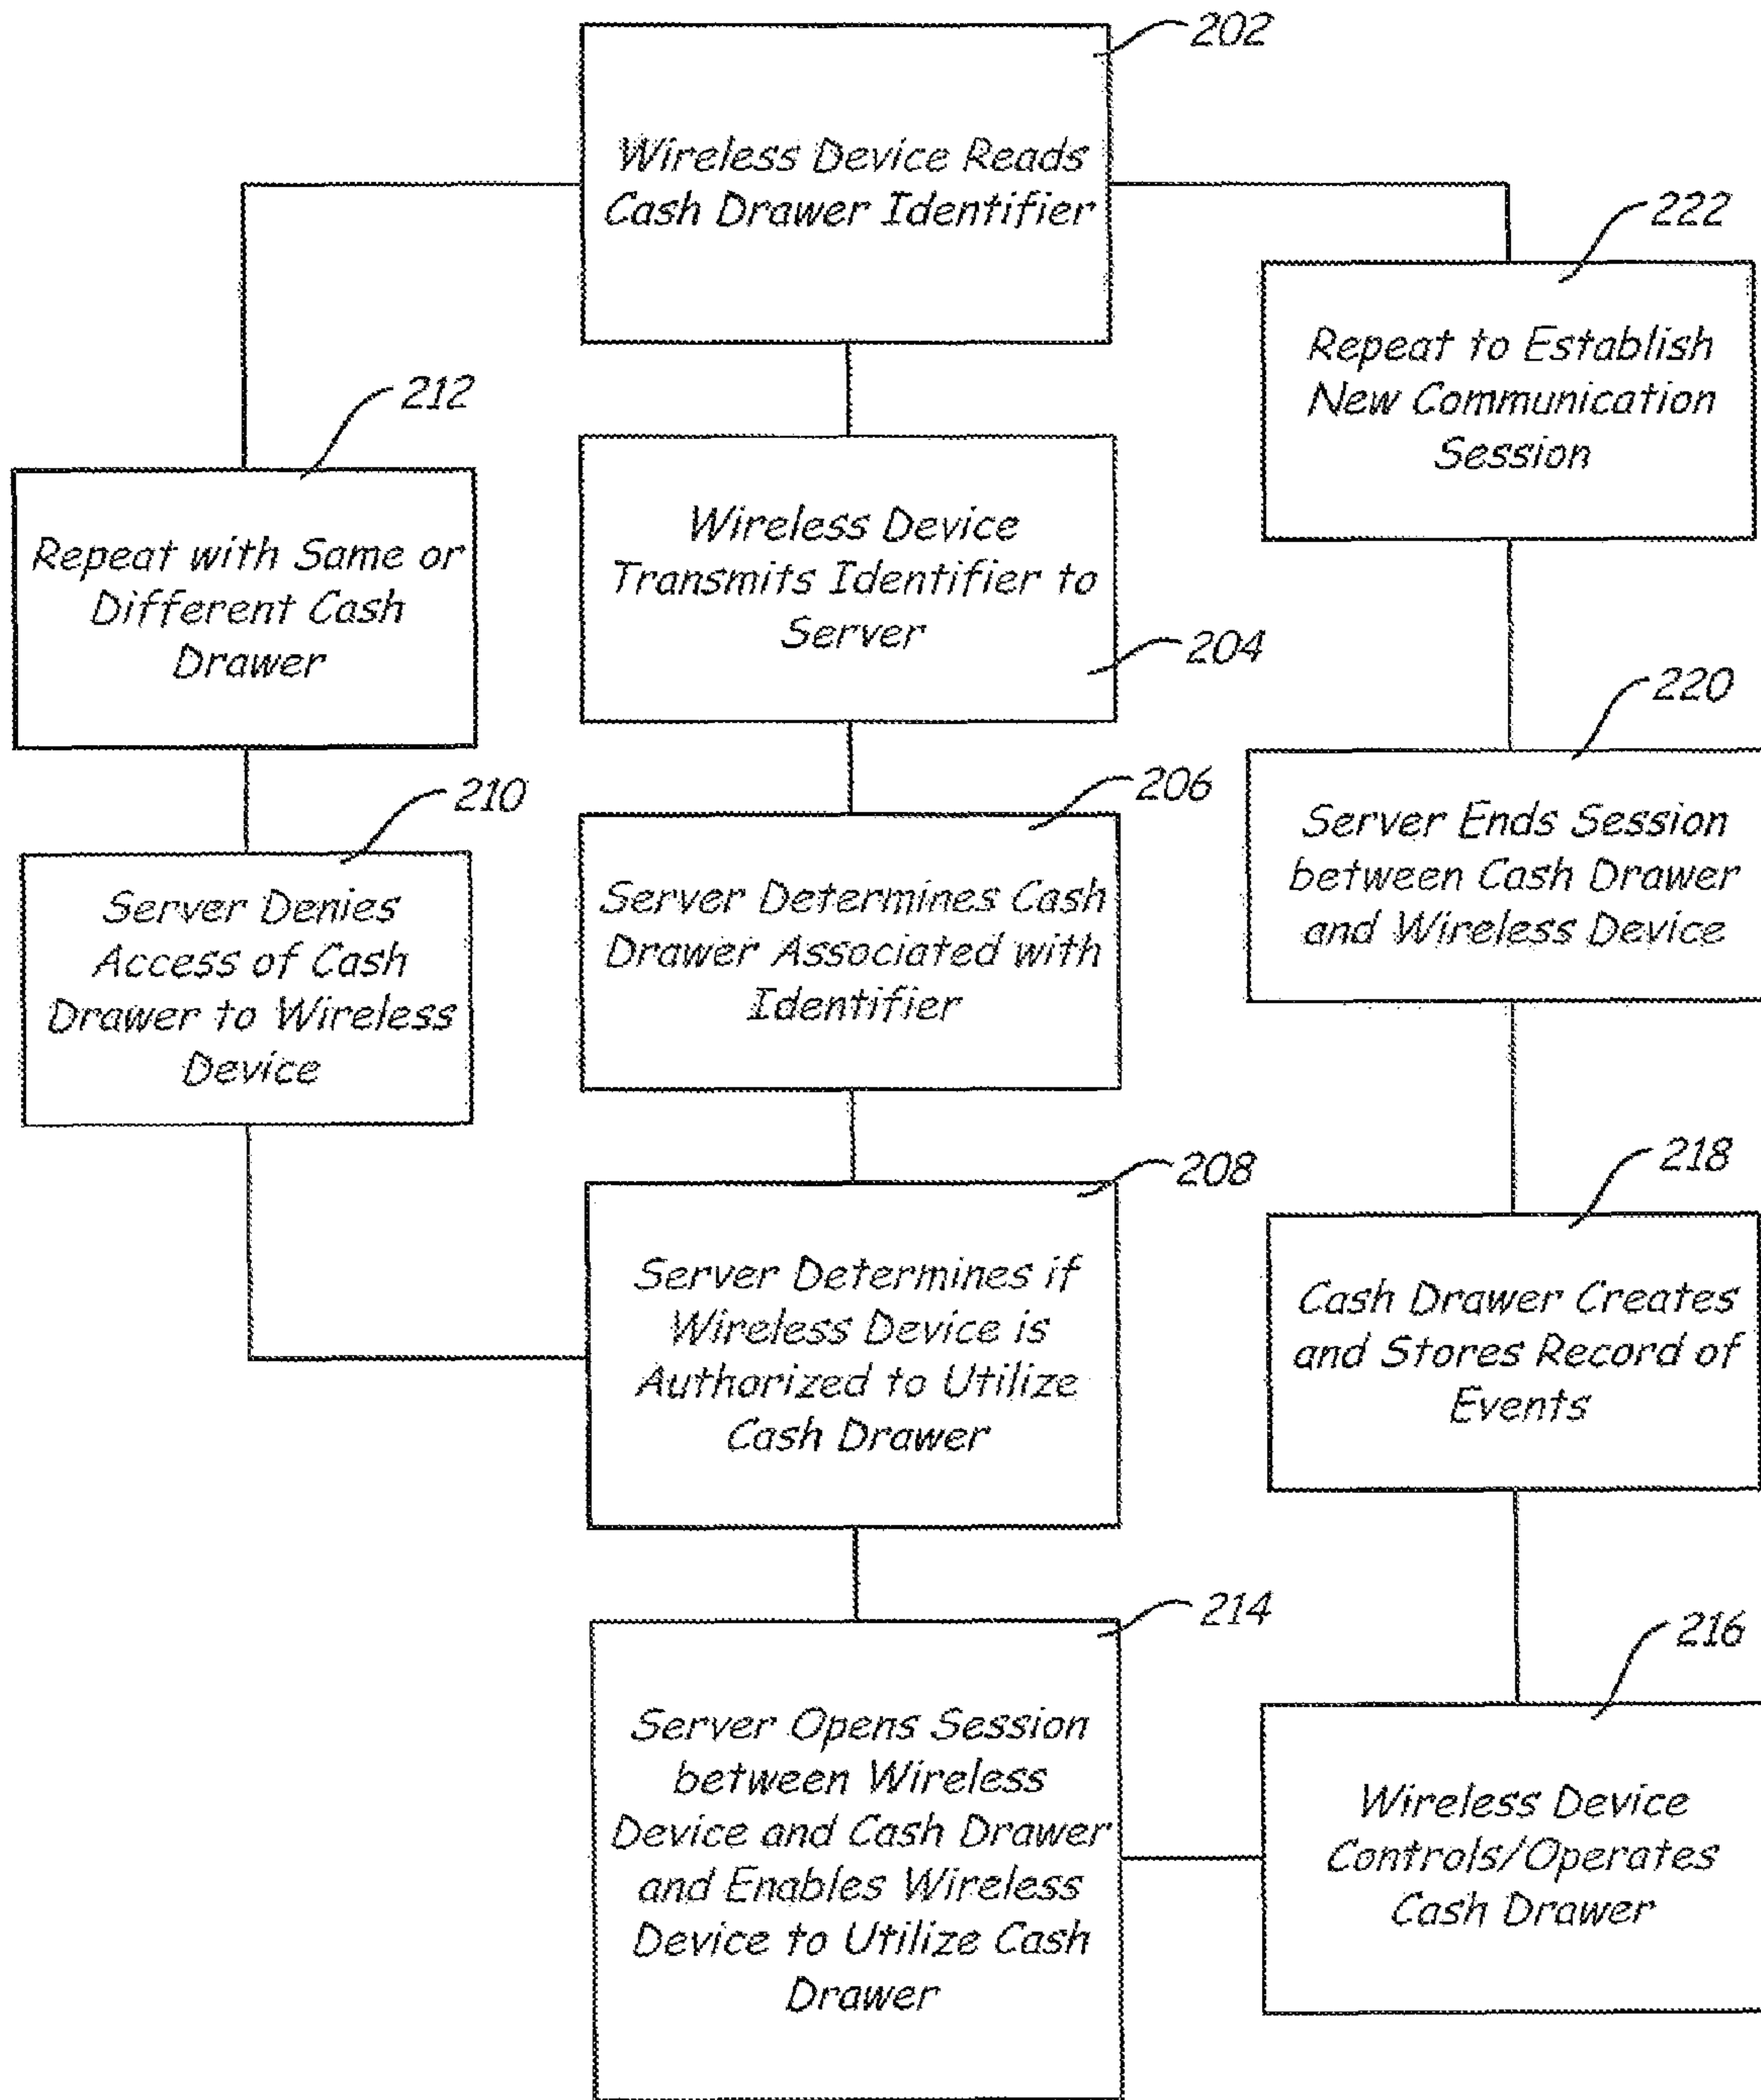 202
Wireless Device Reads
Cash Drawer Identifier
222
Repeat to Establish
New Communication
Session
212
Repeat with Same or
Different Cash
Drawer
Wireless Device
Transmits Identifier to
Server
204
220
Server Ends Session
between Cash Drawer
and Wireless Device
210
Server Denies
Access of Cash
Drawer to Wireless
Device
206
Server Determines Cash
Drawer Associated with
Identifier
208
Server Determines if
Wireless Device is
Authorized to Utilize
Cash Drawer
218
Cash Drawer Creates
and Stores Record of
Events
214
Server Opens Session
between Wireless
Device and Cash Drawer
and Enables Wireless
Device to Utilize Cash
Drawer
216
Wireless Device
Controls/Operates
Cash Drawer